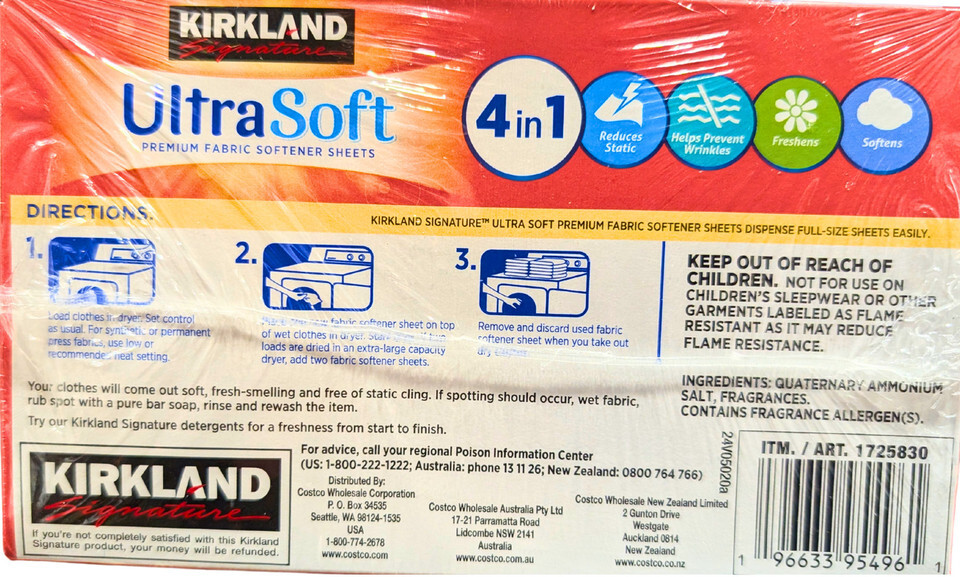 KIRKLAND
Signature
UltraSoft
PREMIUM FABRIC SOFTENER SHEETS
4 in 1
Reduces
Static
Helps Prevent
Wrinkles
Freshens
Softens
DIRECTIONS:
KIRKLAND SIGNATURE™ ULTRA SOFT PREMIUM FABRIC SOFTENER SHEETS DISPENSE FULL-SIZE SHEETS EASILY.
1.
Load clothes in dryer. Set control
as usual. For synthetic or permanent
press fabrics, use low or
recommended heat setting.
2.
fabric softener sheet on top
of wet clothes in dryer. Start
loads are dried in an extra-large capacity
dryer, add two fabric softener sheets.
3.
Remove and discard used fabric
softener sheet when you take out
dry
KEEP OUT OF REACH OF
CHILDREN. NOT FOR USE ON
CHILDREN'S SLEEPWEAR OR OTHER
GARMENTS LABELED AS FLAME
RESISTANT AS IT MAY REDUCE
FLAME RESISTANCE.
Your clothes will come out soft, fresh-smelling and free of static cling. If spotting should occur, wet fabric,
rub spot with a pure bar soap, rinse and rewash the item.
Try our Kirkland Signature detergents for a freshness from start to finish.
INGREDIENTS: QUATERNARY AMMONIUM
SALT, FRAGRANCES.
CONTAINS FRAGRANCE ALLERGEN(S).
KIRKLAND
Signature
If you're not completely satisfied with this Kirkland
Signature product, your money will be refunded.
For advice, call your regional Poison Information Center
(US: 1-800-222-1222; Australia: phone 13 11 26; New Zealand: 0800 764 766)
Distributed By:
Costco Wholesale Corporation
P. O. Box 34535
Seattle, WA 98124-1535
USA
1-800-774-2678
www.costco.com
Costco Wholesale Australia Pty Ltd
17-21 Parramatta Road
Lidcombe NSW 2141
Australia
www.costco.com.au
Costco Wholesale New Zealand Limited
2 Gunton Drive
Westgate
Auckland 0814
New Zealand
www.costco.co.nz
24V05020a
ITM. / ART. 1725830
1 96633 95496 1